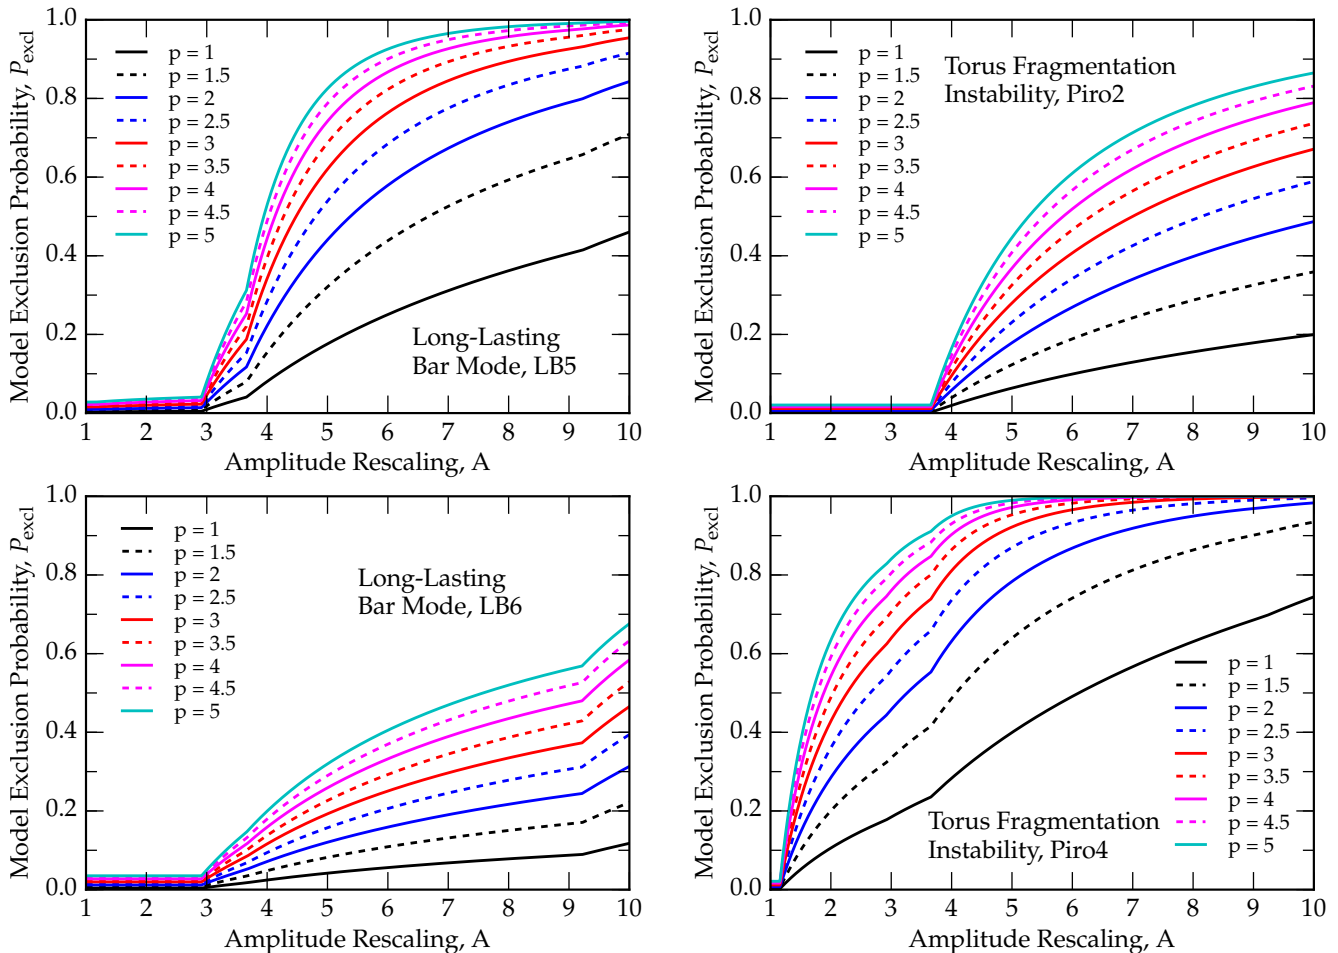 Model Exclusion Probability, P_excl
1.0
0.8
0.6
0.4
0.2
0.0
p = 1
p = 1.5
p = 2
p = 2.5
p = 3
p = 3.5
p = 4
p = 4.5
p = 5
Long-Lasting
Bar Mode, LB5
1 2 3 4 5 6 7 8 9 10
Amplitude Rescaling, A
Model Exclusion Probability, P_excl
1.0
0.8
0.6
0.4
0.2
0.0
p = 1
p = 1.5
p = 2
p = 2.5
p = 3
p = 3.5
p = 4
p = 4.5
p = 5
Torus Fragmentation
Instability, Piro2
1 2 3 4 5 6 7 8 9 10
Amplitude Rescaling, A
Model Exclusion Probability, P_excl
1.0
0.8
0.6
0.4
0.2
0.0
p = 1
p = 1.5
p = 2
p = 2.5
p = 3
p = 3.5
p = 4
p = 4.5
p = 5
Long-Lasting
Bar Mode, LB6
1 2 3 4 5 6 7 8 9 10
Amplitude Rescaling, A
Model Exclusion Probability, P_excl
1.0
0.8
0.6
0.4
0.2
0.0
p = 1
p = 1.5
p = 2
p = 2.5
p = 3
p = 3.5
p = 4
p = 4.5
p = 5
Torus Fragmentation
Instability, Piro4
1 2 3 4 5 6 7 8 9 10
Amplitude Rescaling, A